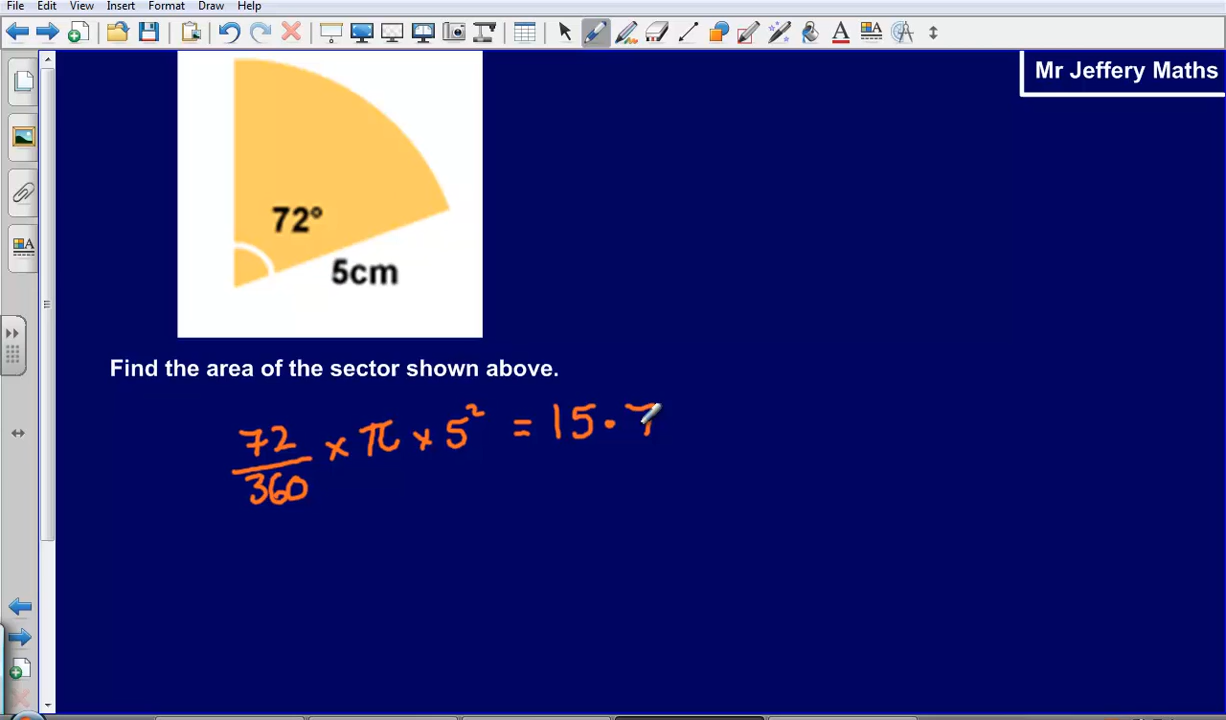 File Edit View Insert Format Draw Help
Mr Jeffery Maths
72°
5cm
Find the area of the sector shown above.
72/360 × π × 5² = 15.7